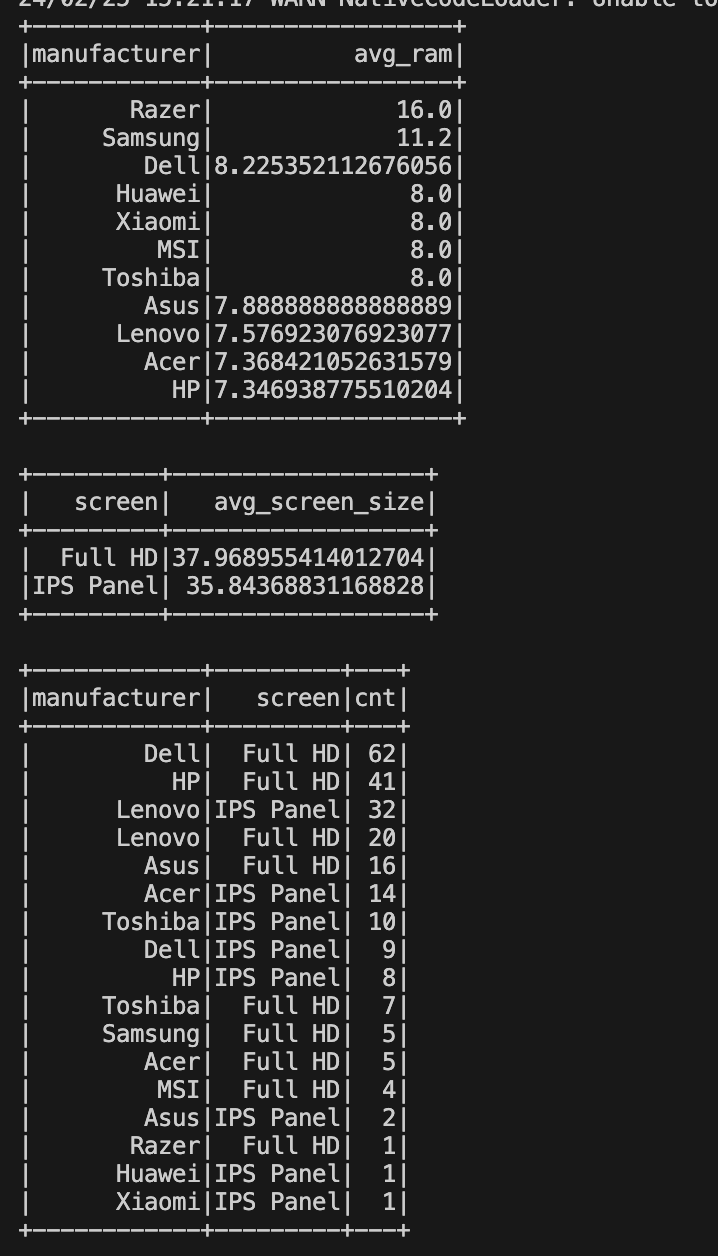 24/02/25 15:21:17 WARN NativeCodeLoader: Unable to
+------------+-----------------+
|manufacturer|          avg_ram|
+------------+-----------------+
|       Razer|             16.0|
|     Samsung|             11.2|
|        Dell|8.225352112676056|
|      Huawei|              8.0|
|      Xiaomi|              8.0|
|         MSI|              8.0|
|     Toshiba|              8.0|
|        Asus|7.888888888888889|
|      Lenovo|7.576923076923077|
|        Acer|7.368421052631579|
|          HP|7.346938775510204|
+------------+-----------------+
+---------+------------------+
|   screen|   avg_screen_size|
+---------+------------------+
|  Full HD|37.968955414012704|
|IPS Panel| 35.84368831168828|
+---------+------------------+
+------------+---------+---+
|manufacturer|   screen|cnt|
+------------+---------+---+
|        Dell|  Full HD| 62|
|          HP|  Full HD| 41|
|      Lenovo|IPS Panel| 32|
|      Lenovo|  Full HD| 20|
|        Asus|  Full HD| 16|
|        Acer|IPS Panel| 14|
|     Toshiba|IPS Panel| 10|
|        Dell|IPS Panel|  9|
|          HP|IPS Panel|  8|
|     Toshiba|  Full HD|  7|
|     Samsung|  Full HD|  5|
|        Acer|  Full HD|  5|
|         MSI|  Full HD|  4|
|        Asus|IPS Panel|  2|
|       Razer|  Full HD|  1|
|      Huawei|IPS Panel|  1|
|      Xiaomi|IPS Panel|  1|
+------------+---------+---+